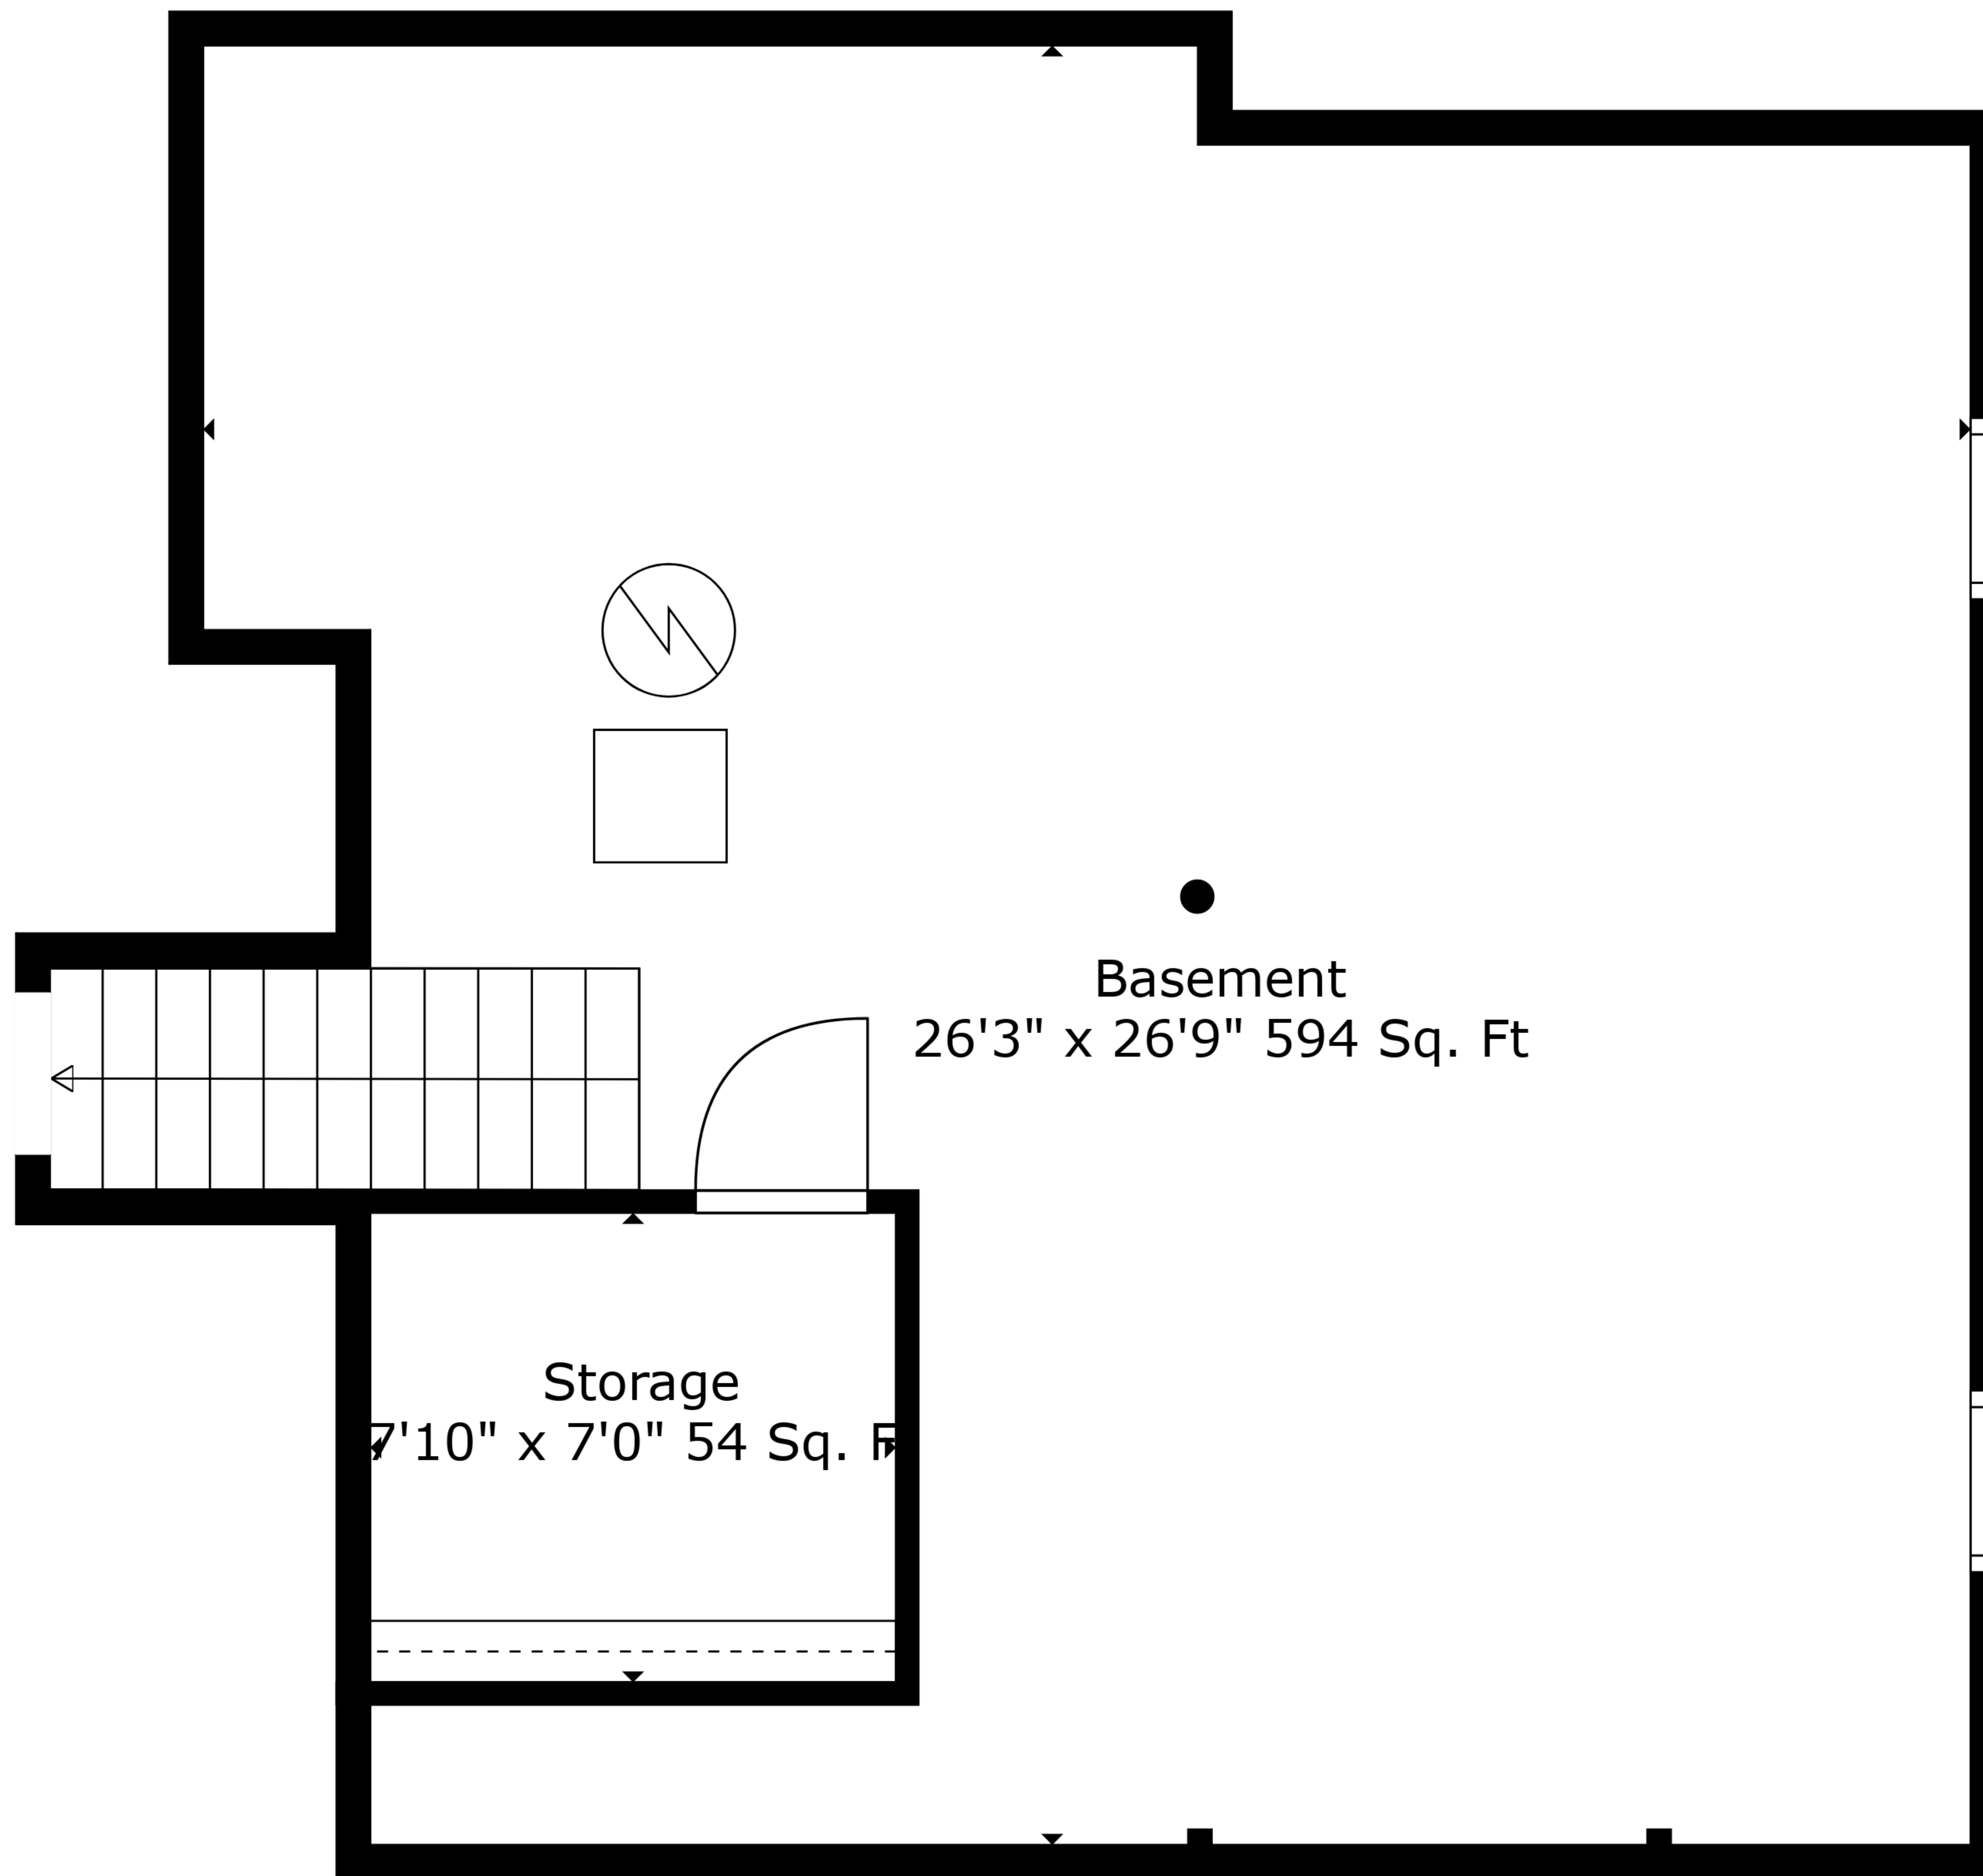 Basement
26'3" x 26'9" 594 Sq. Ft
Storage
7'10" x 7'0" 54 Sq. F